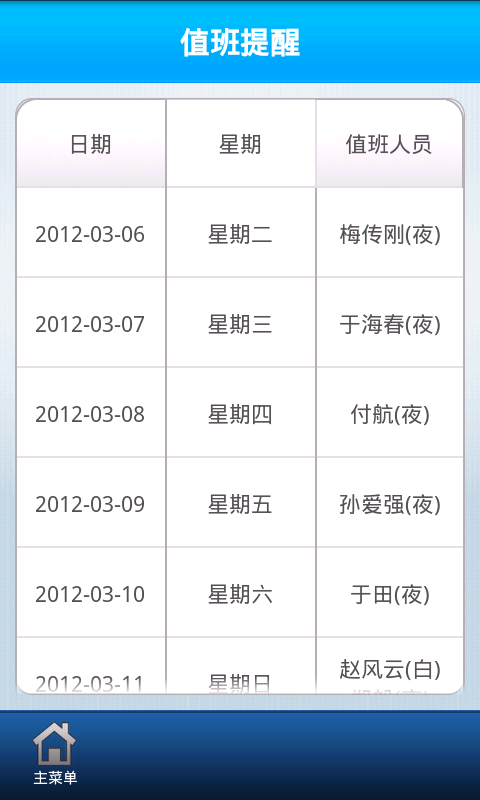 值班提醒
日期 星期 值班人员
2012-03-06 星期二 梅传刚(夜)
2012-03-07 星期三 于海春(夜)
2012-03-08 星期四 付航(夜)
2012-03-09 星期五 孙爱强(夜)
2012-03-10 星期六 于田(夜)
2012-03-11 星期日 赵风云(白)
主菜单